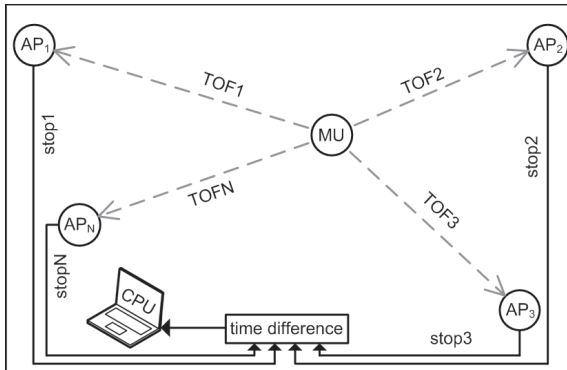 AP1
AP2
TOF1
TOF2
MU
stop1
stop2
TOFN
TOF3
APN
stopN
CPU
AP3
time difference
stop3